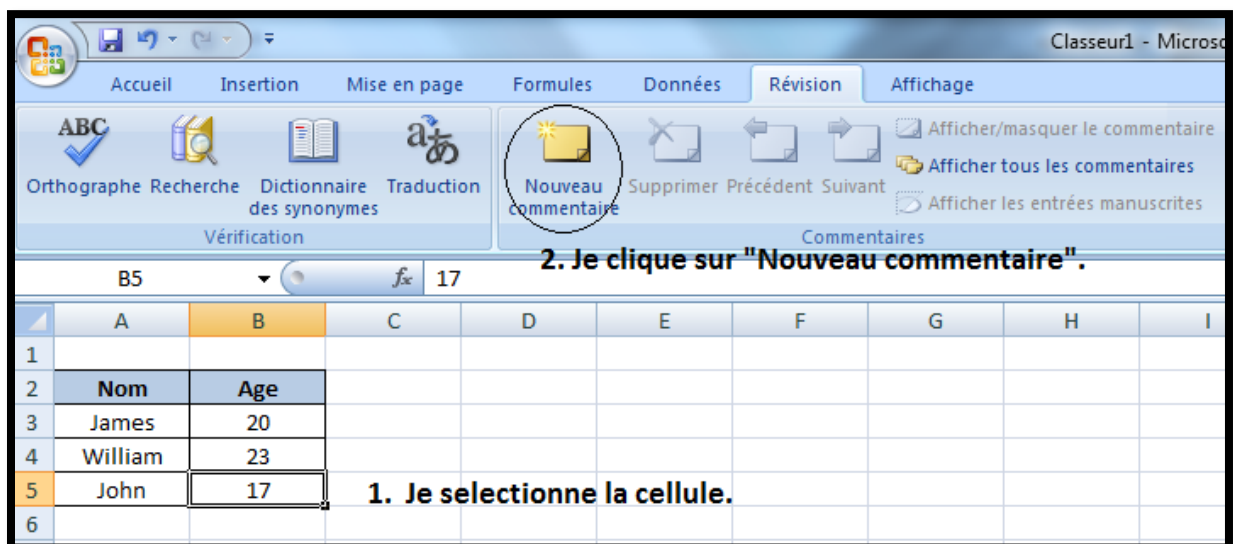 Classeur1 - Microsc
Accueil Insertion Mise en page Formules Données Révision Affichage
ABC
Orthographe Recherche Dictionnaire des synonymes Traduction
Vérification
Nouveau commentaire Supprimer Précédent Suivant
Afficher/masquer le commentaire
Afficher tous les commentaires
Afficher les entrées manuscrites
Commentaires
2. Je clique sur "Nouveau commentaire".
B5 fx 17
A B C D E F G H I
1
2 Nom Age
3 James 20
4 William 23
5 John 17 1. Je selectionne la cellule.
6